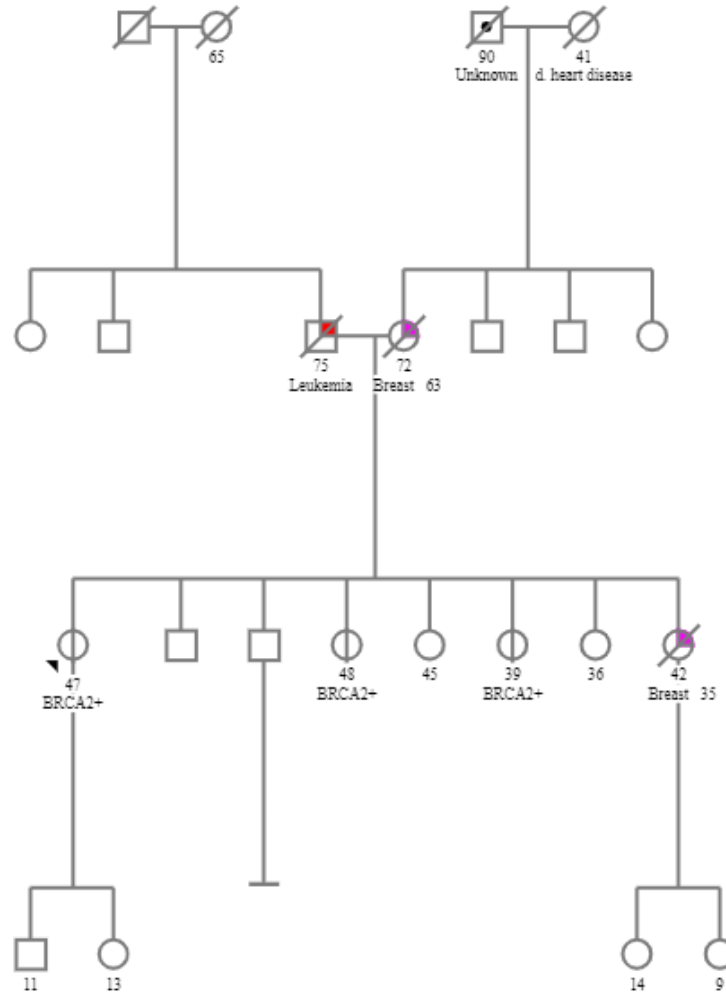 65
90
Unknown
41
d. heart disease
75
Leukemia
72
Breast 63
47
BRCA2+
48
BRCA2+
45
39
BRCA2+
36
42
Breast 35
11
13
14
9